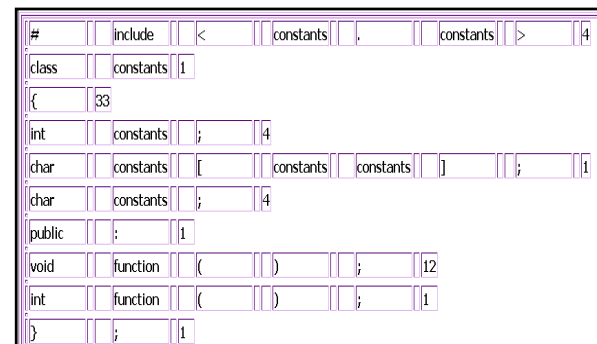 # include < constants . constants > 4
class constants 1
{ 33
int constants ; 4
char constants [ constants constants ] ; 1
char constants ; 4
public : 1
void function ( ) ; 12
int function ( ) ; 1
} ; 1